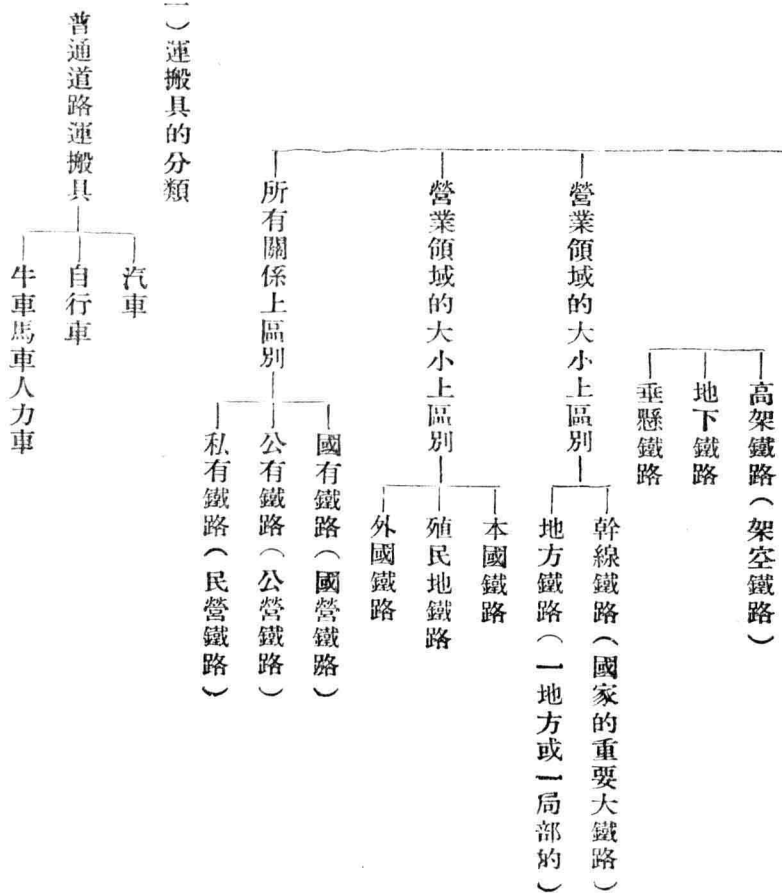 高架鐵路(架空鐵路)
地下鐵路
垂懸鐵路
營業領域的大小上區別
幹線鐵路(國家的重要大鐵路)
地方鐵路(一地方或一局部的)
營業領域的大小上區別
本國鐵路
殖民地鐵路
外國鐵路
所有關係上區別
國有鐵路(國營鐵路)
公有鐵路(公營鐵路)
私有鐵路(民營鐵路)
一)運搬具的分類
普通道路運搬具
汽車
自行車
牛車馬車人力車